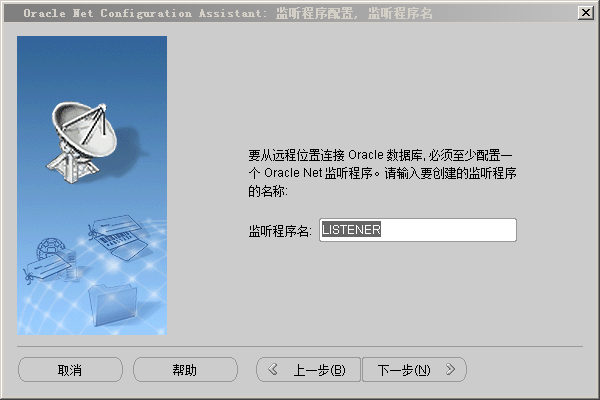 Oracle Net Configuration Assistant: 监听程序配置, 监听程序名
要从远程位置连接 Oracle 数据库, 必须至少配置一
个 Oracle Net 监听程序。请输入要创建的监听程序
的名称:
监听程序名: LISTENER
取消 帮助 上一步(B) 下一步(N)